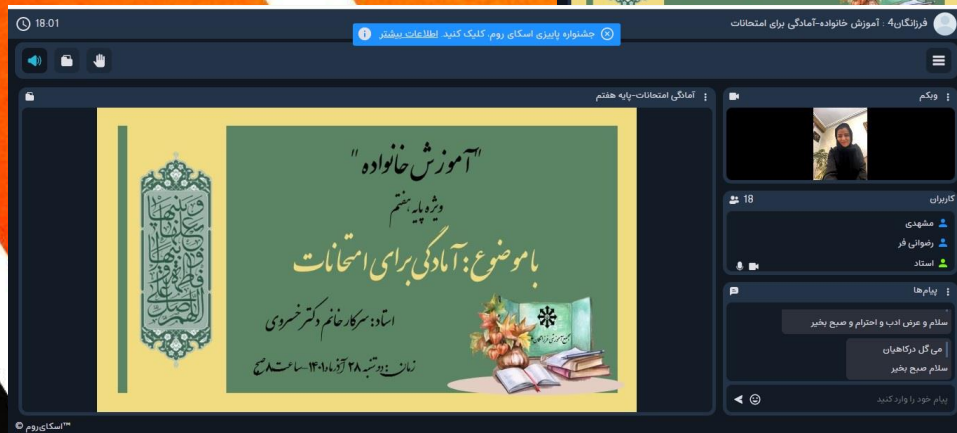 فرزانگان4 : آموزش خانواده-آمادگی برای امتحانات
جشنواره پاییزی اسکای روم. کلیک کنید. اطلاعات بیشتر
18:01
آمادگی امتحانات-پایه هفتم
"آموزش خانواده"
ویژه پایه هفتم
با موضوع: آمادگی برای امتحانات
استاد: سرکار خانم دکتر خسروی
زمان: دوشنبه ۲۸ آذرماه ۱۴۰۱ ساعت ۸ صبح
وبکم
کاربران
18
مشهدی
رضوانی فر
استاد
پیام‌ها
سلام و عرض ادب و احترام و صبح بخیر
می گل درکاهیان
سلام صبح بخیر
پیام خود را وارد کنید
اسکای‌روم ©™